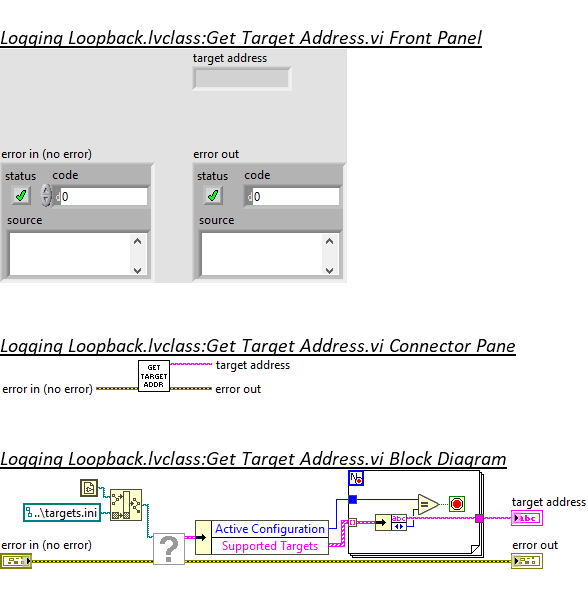 Logging Loopback.lvclass:Get Target Address.vi Front Panel
target address
error in (no error)
error out
status code
status code
d 0
d 0
source
source
Logging Loopback.lvclass:Get Target Address.vi Connector Pane
GET
TARGET
ADDR
target address
error in (no error)
error out
Logging Loopback.lvclass:Get Target Address.vi Block Diagram
N
..\targets.ini
abc
=
target address
abc
Active Configuration
Supported Targets
error in (no error)
?
error out